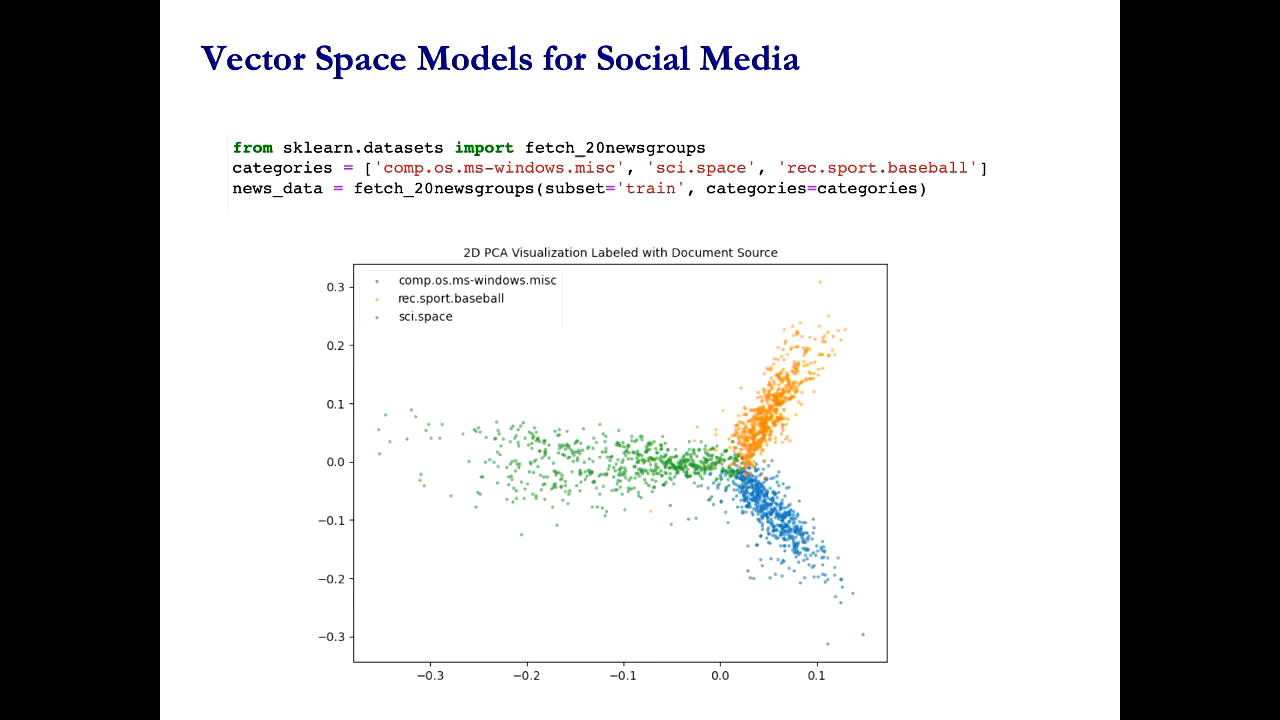 Vector Space Models for Social Media
from sklearn.datasets import fetch_20newsgroups
categories = ['comp.os.ms-windows.misc', 'sci.space', 'rec.sport.baseball']
news_data = fetch_20newsgroups(subset='train', categories=categories)
2D PCA Visualization Labeled with Document Source
comp.os.ms-windows.misc
rec.sport.baseball
sci.space
0.3
0.2
0.1
0.0
−0.1
−0.2
−0.3
−0.3 −0.2 −0.1 0.0 0.1